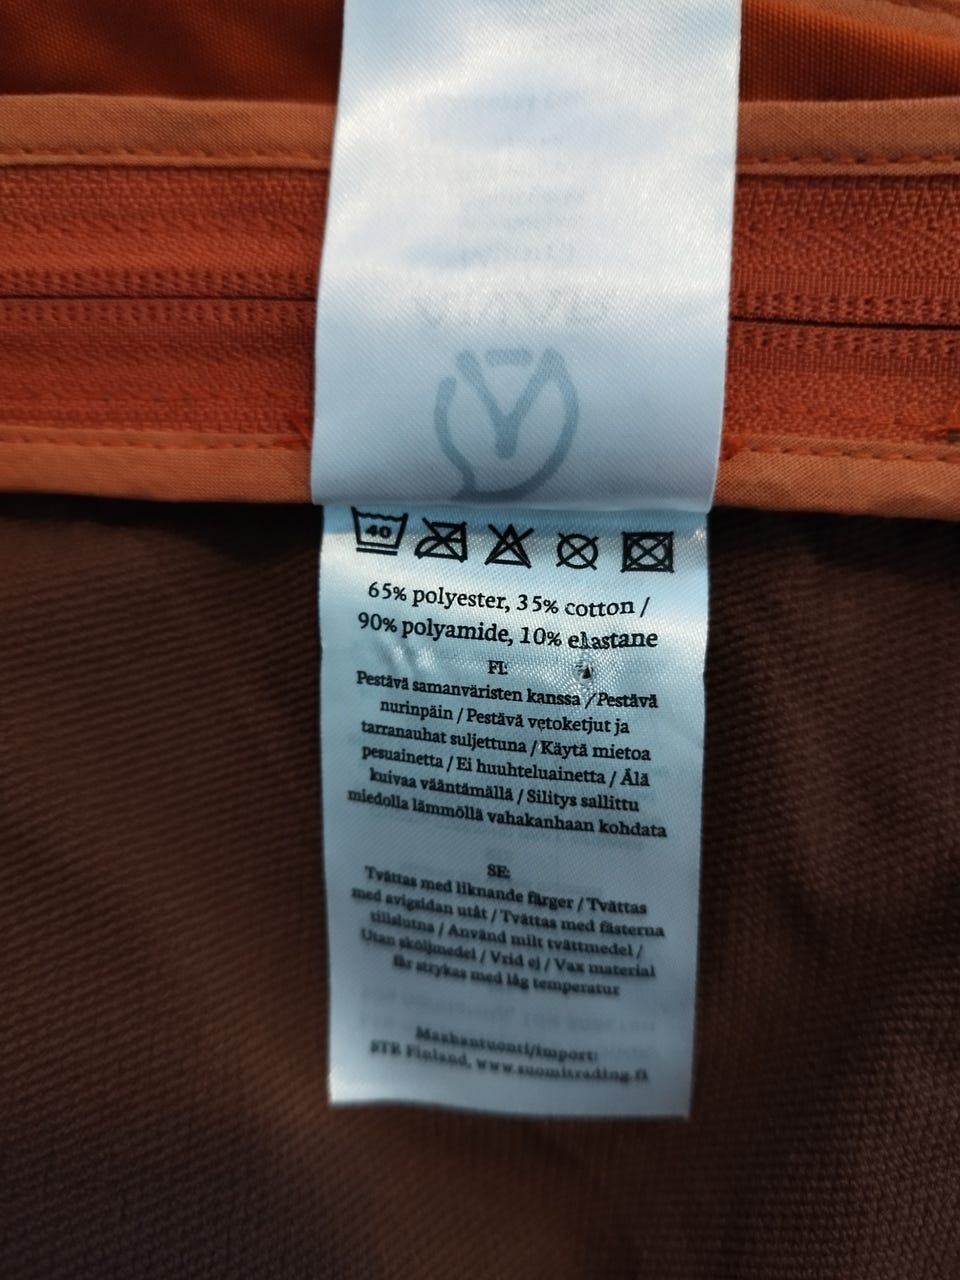 40
65% polyester, 35% cotton /
90% polyamide, 10% elastane
FI:
Pestävä samanväristen kanssa / Pestävä
nurinpäin / Pestävä vetoketjut ja
tarranauhat suljettuna / Käytä mietoa
pesuainetta / Ei huuhteluainetta / Älä
kuivaa vääntämällä / Silitys sallittu
miedolla lämmöllä vahakankaan kohdata
SE:
Tvättas med liknande färger / Tvättas
med avigsidan utåt / Tvättas med fästerna
tillslutna / Använd milt tvättmedel /
Utan sköljmedel / Vrid ej / Vax material
får strykas med låg temperatur
Maahantuonti/import:
STR Finland, www.suomitrading.fi